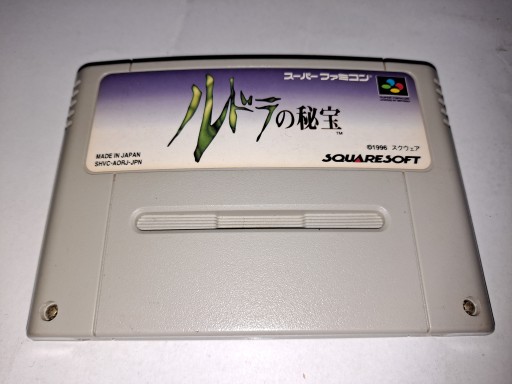 スーパーファミコン
ルドラの秘宝
TM
MADE IN JAPAN
SHVC-AORJ-JPN
©1996 スクウェア
SQUARESOFT